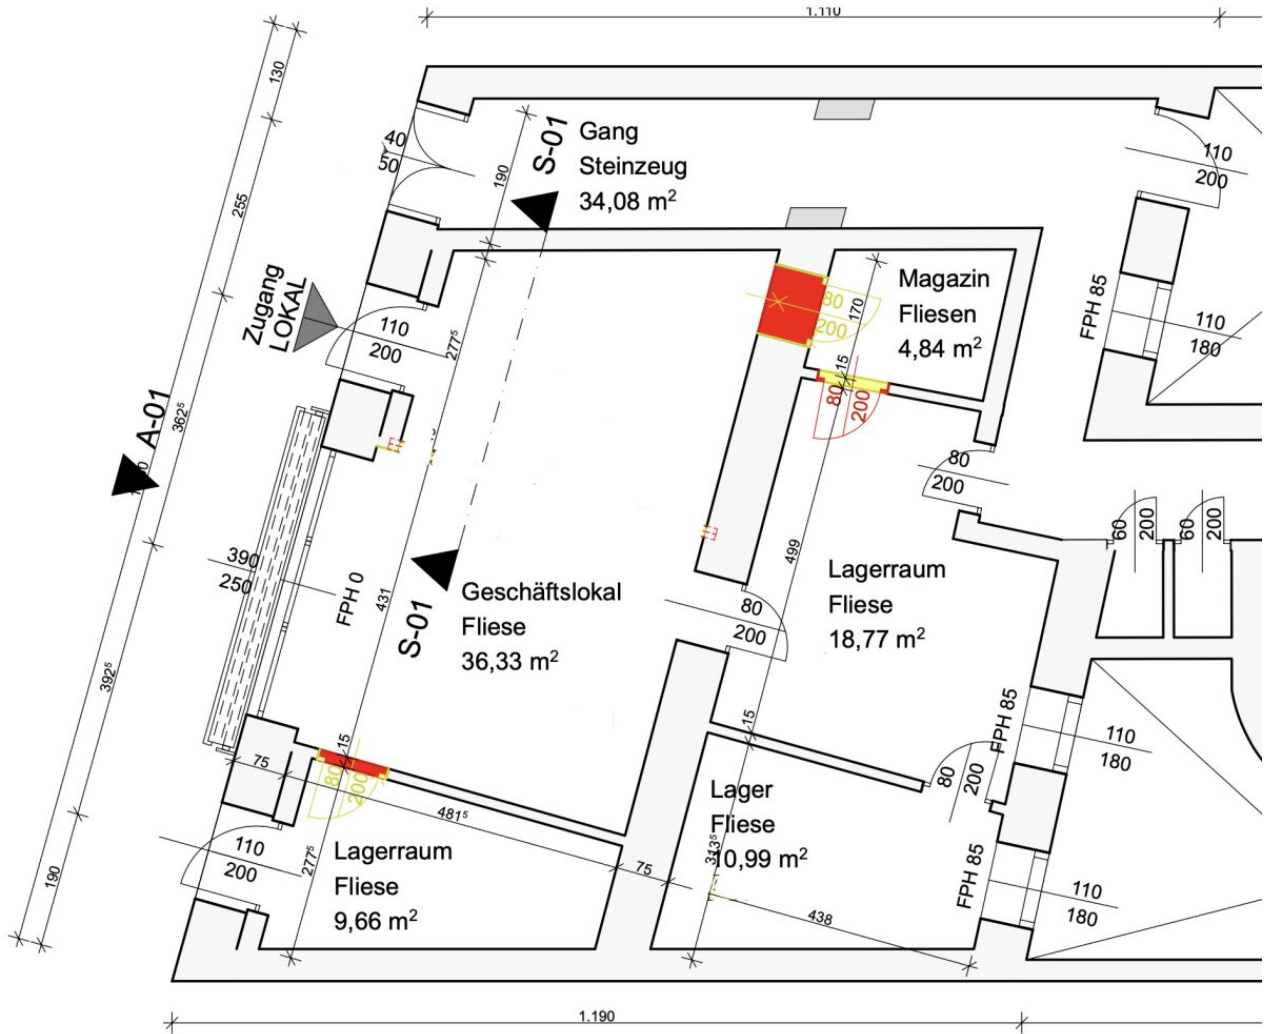 1.110
130
255
362⁵
392⁵
190
40
50
190
S-01
Gang
Steinzeug
34,08 m²
110
200
Zugang
LOKAL
110
200
277⁵
A-01
80
200
170
Magazin
Fliesen
4,84 m²
FPH 85
110
180
15
80
200
80
200
60
200
60
200
390
250
FPH 0
431
S-01
Geschäftslokal
Fliese
36,33 m²
499
80
200
Lagerraum
Fliese
18,77 m²
15
FPH 85
110
180
80
200
75
15
80
200
481⁵
75
110
200
277⁵
Lagerraum
Fliese
9,66 m²
Lager
Fliese
10,99 m²
313⁵
438
FPH 85
110
180
1.190